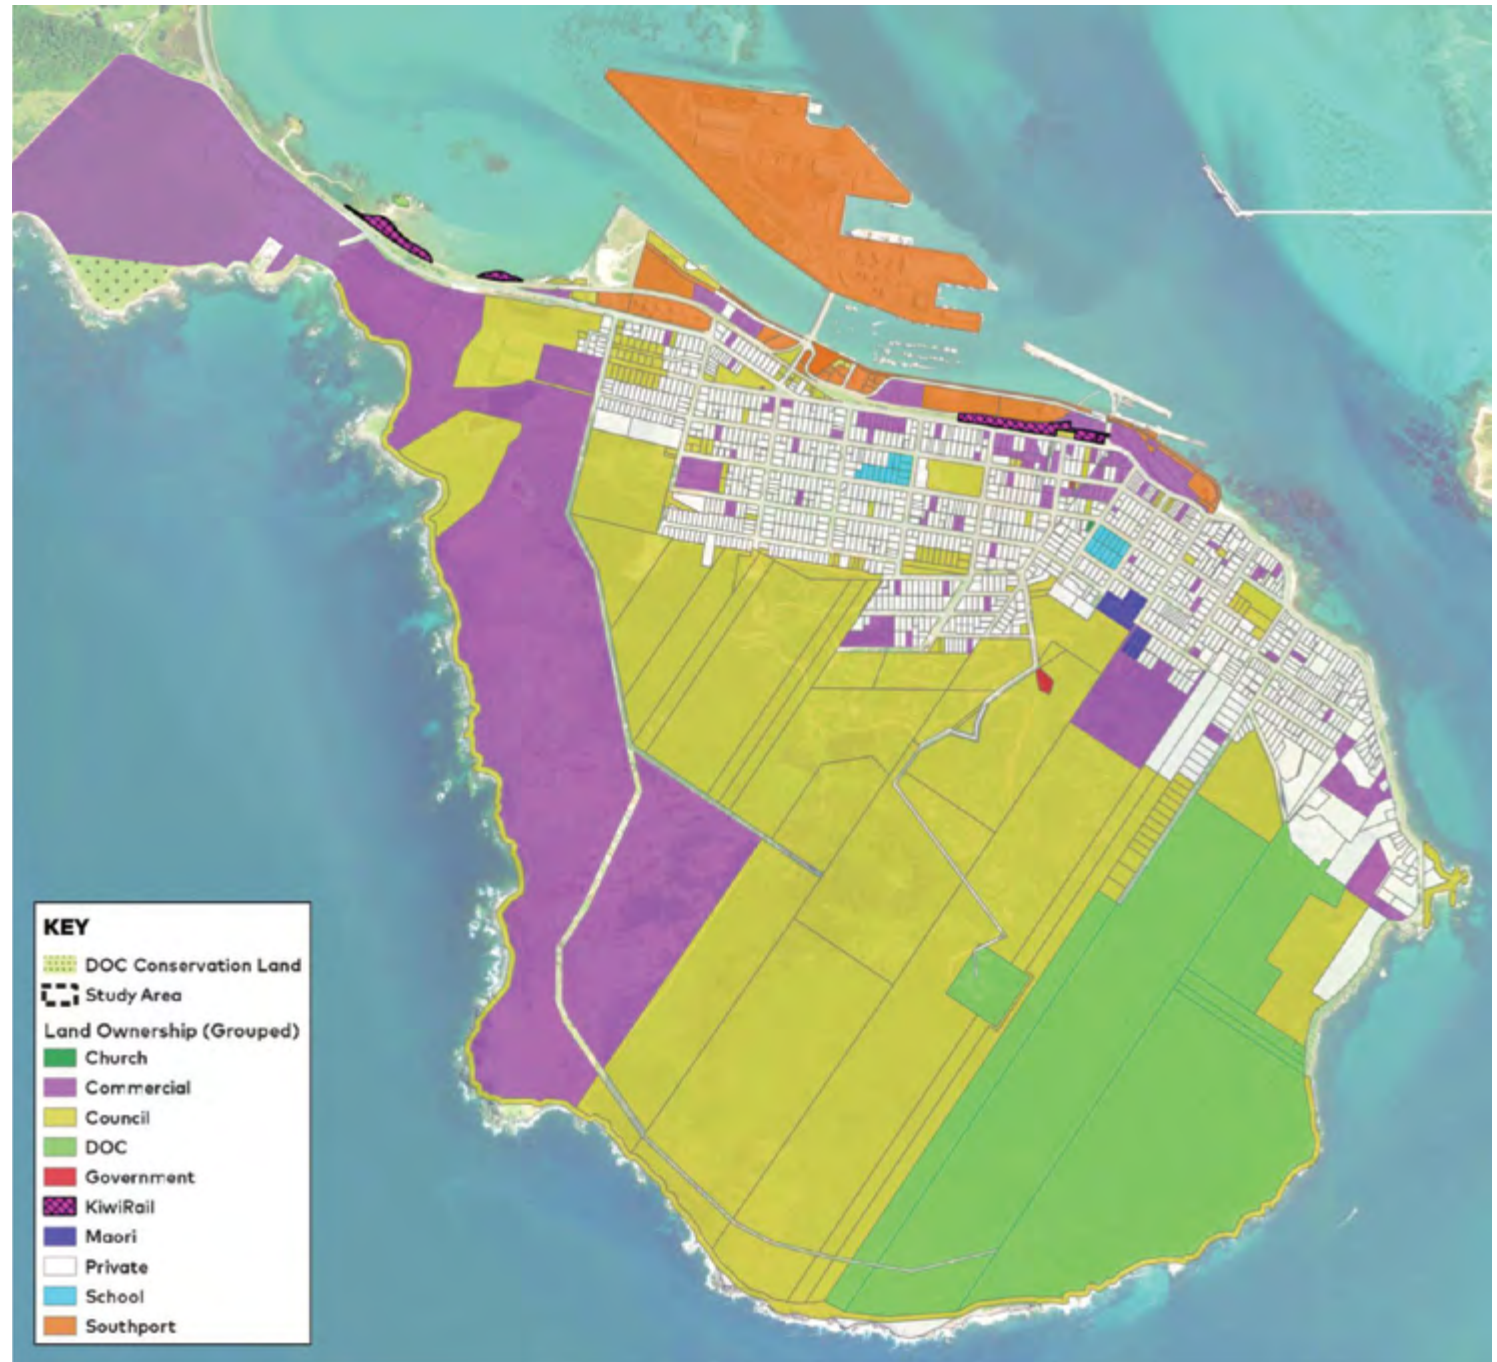 KEY
DOC Conservation Land
Study Area
Land Ownership (Grouped)
Church
Commercial
Council
DOC
Government
KiwiRail
Maori
Private
School
Southport